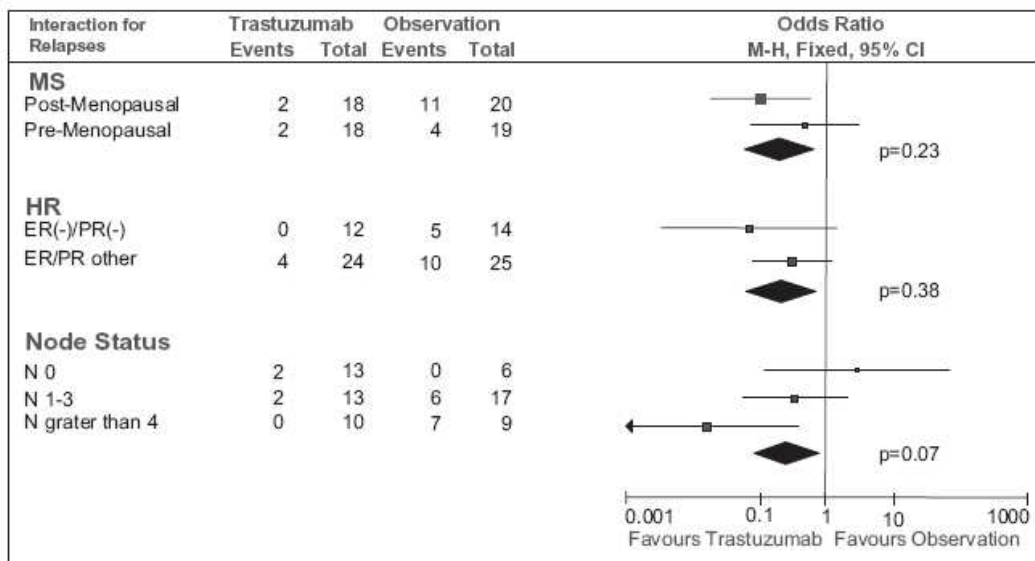 Interaction for Relapses Trastuzumab Observation Odds Ratio
Events Total Events Total M-H, Fixed, 95% CI
MS
Post-Menopausal 2 18 11 20
Pre-Menopausal 2 18 4 19
p=0.23
HR
ER(-)/PR(-) 0 12 5 14
ER/PR other 4 24 10 25
p=0.38
Node Status
N 0 2 13 0 6
N 1-3 2 13 6 17
N grater than 4 0 10 7 9
p=0.07
0.001 0.1 1 10 1000
Favours Trastuzumab Favours Observation